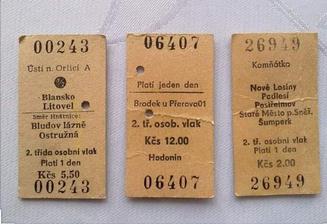 00243
Ústí n. Orlicí A
Blansko
Litovel
Směr Hraštice:
Bludov lázně
Ostružná
2. třída osobní vlak
Platí 1 den
Kčs 5,50
00243
06407
Platí jeden den
Brodek u Přerova01
2. tř. osob. vlak
Kčs 12.00
Hodonín
06407
26949
Komňátka
Nové Losiny
Podlesí
Potštejnov
Staré Město p.Sněž.
Šumperk
2. tř. osobní vlak
Platí 1 den
Kčs 2.00
26949